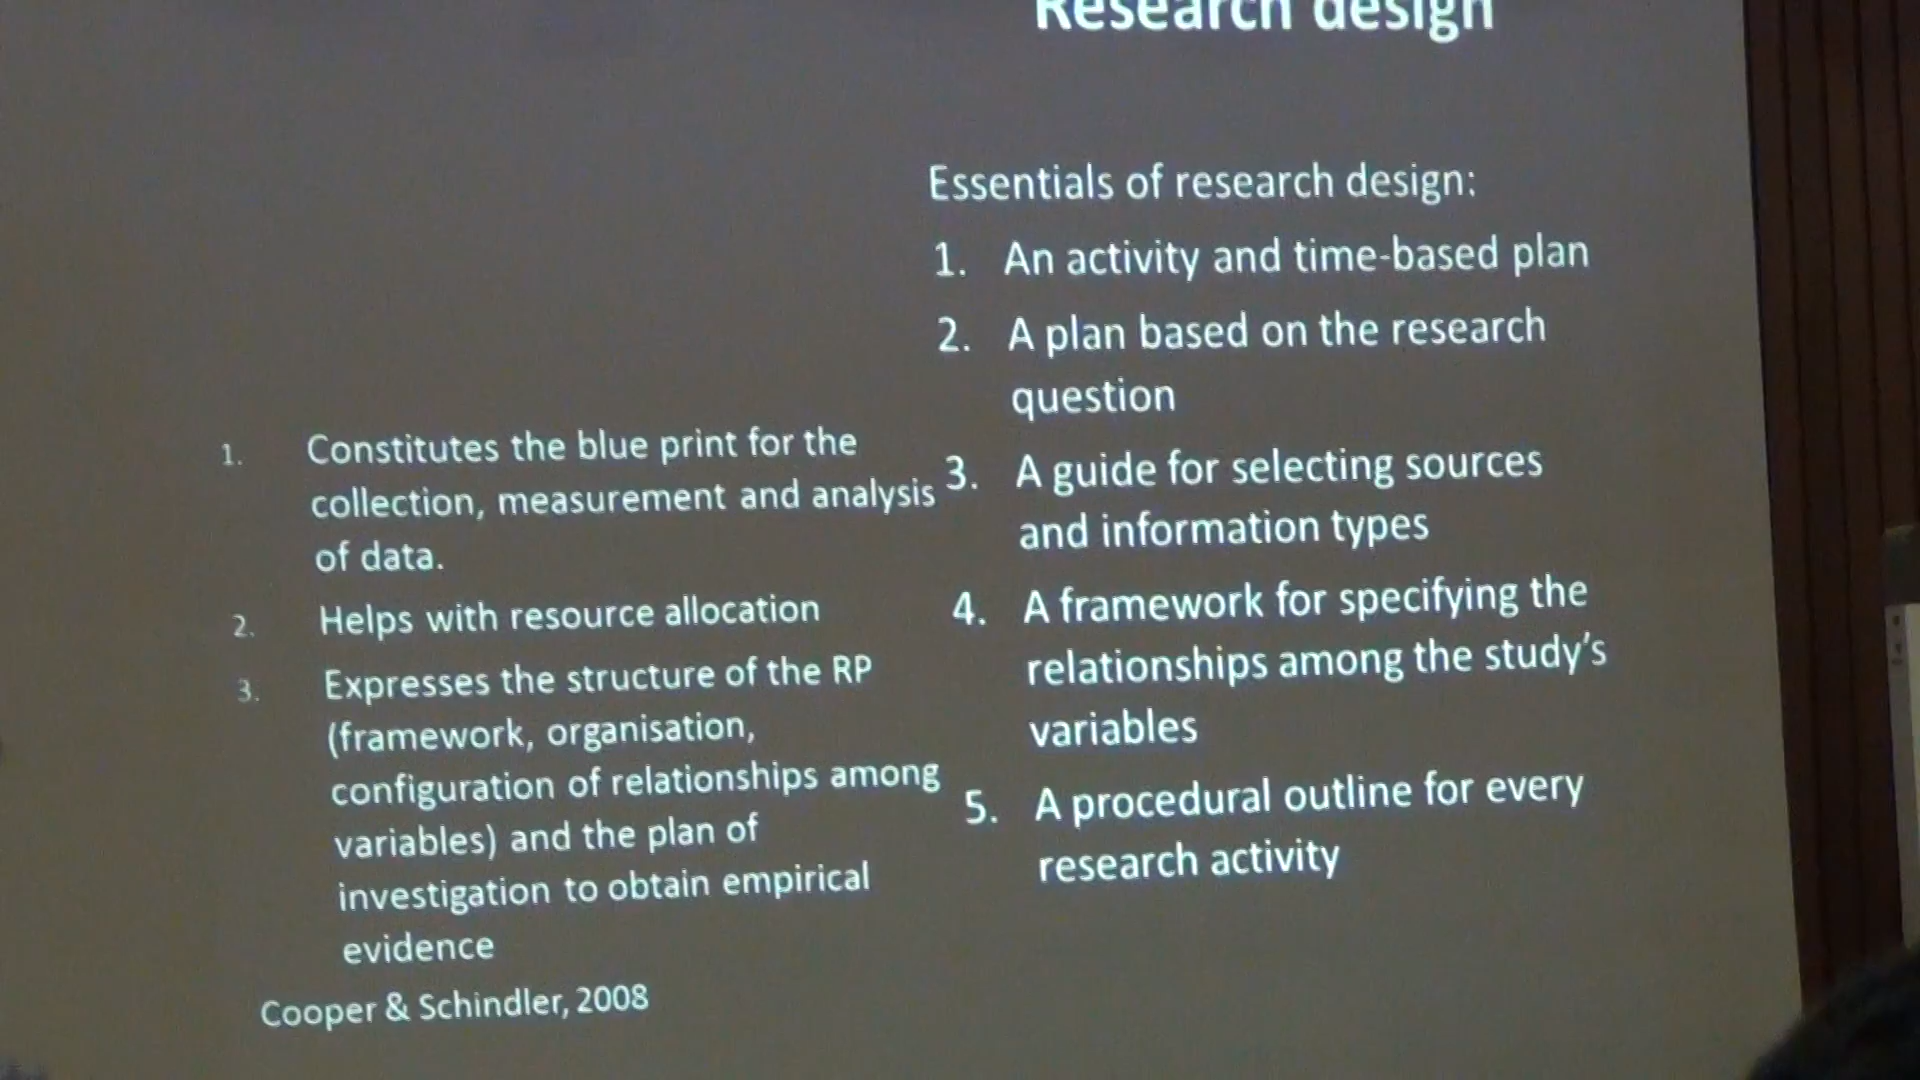 Research design
1. Constitutes the blue print for the
collection, measurement and analysis
of data.
2. Helps with resource allocation
3. Expresses the structure of the RP
(framework, organisation,
configuration of relationships among
variables) and the plan of
investigation to obtain empirical
evidence
Cooper & Schindler, 2008
Essentials of research design:
1. An activity and time-based plan
2. A plan based on the research
question
3. A guide for selecting sources
and information types
4. A framework for specifying the
relationships among the study's
variables
5. A procedural outline for every
research activity